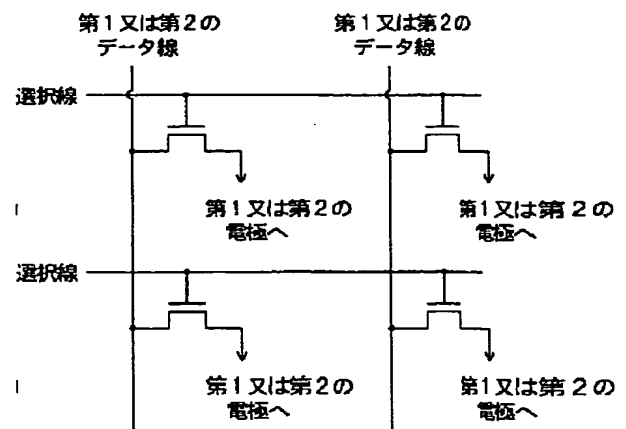 第1又は第2の
データ線
第1又は第2の
データ線
選択線
第1又は第2の
電極へ
第1又は第2の
電極へ
選択線
第1又は第2の
電極へ
第1又は第2の
電極へ